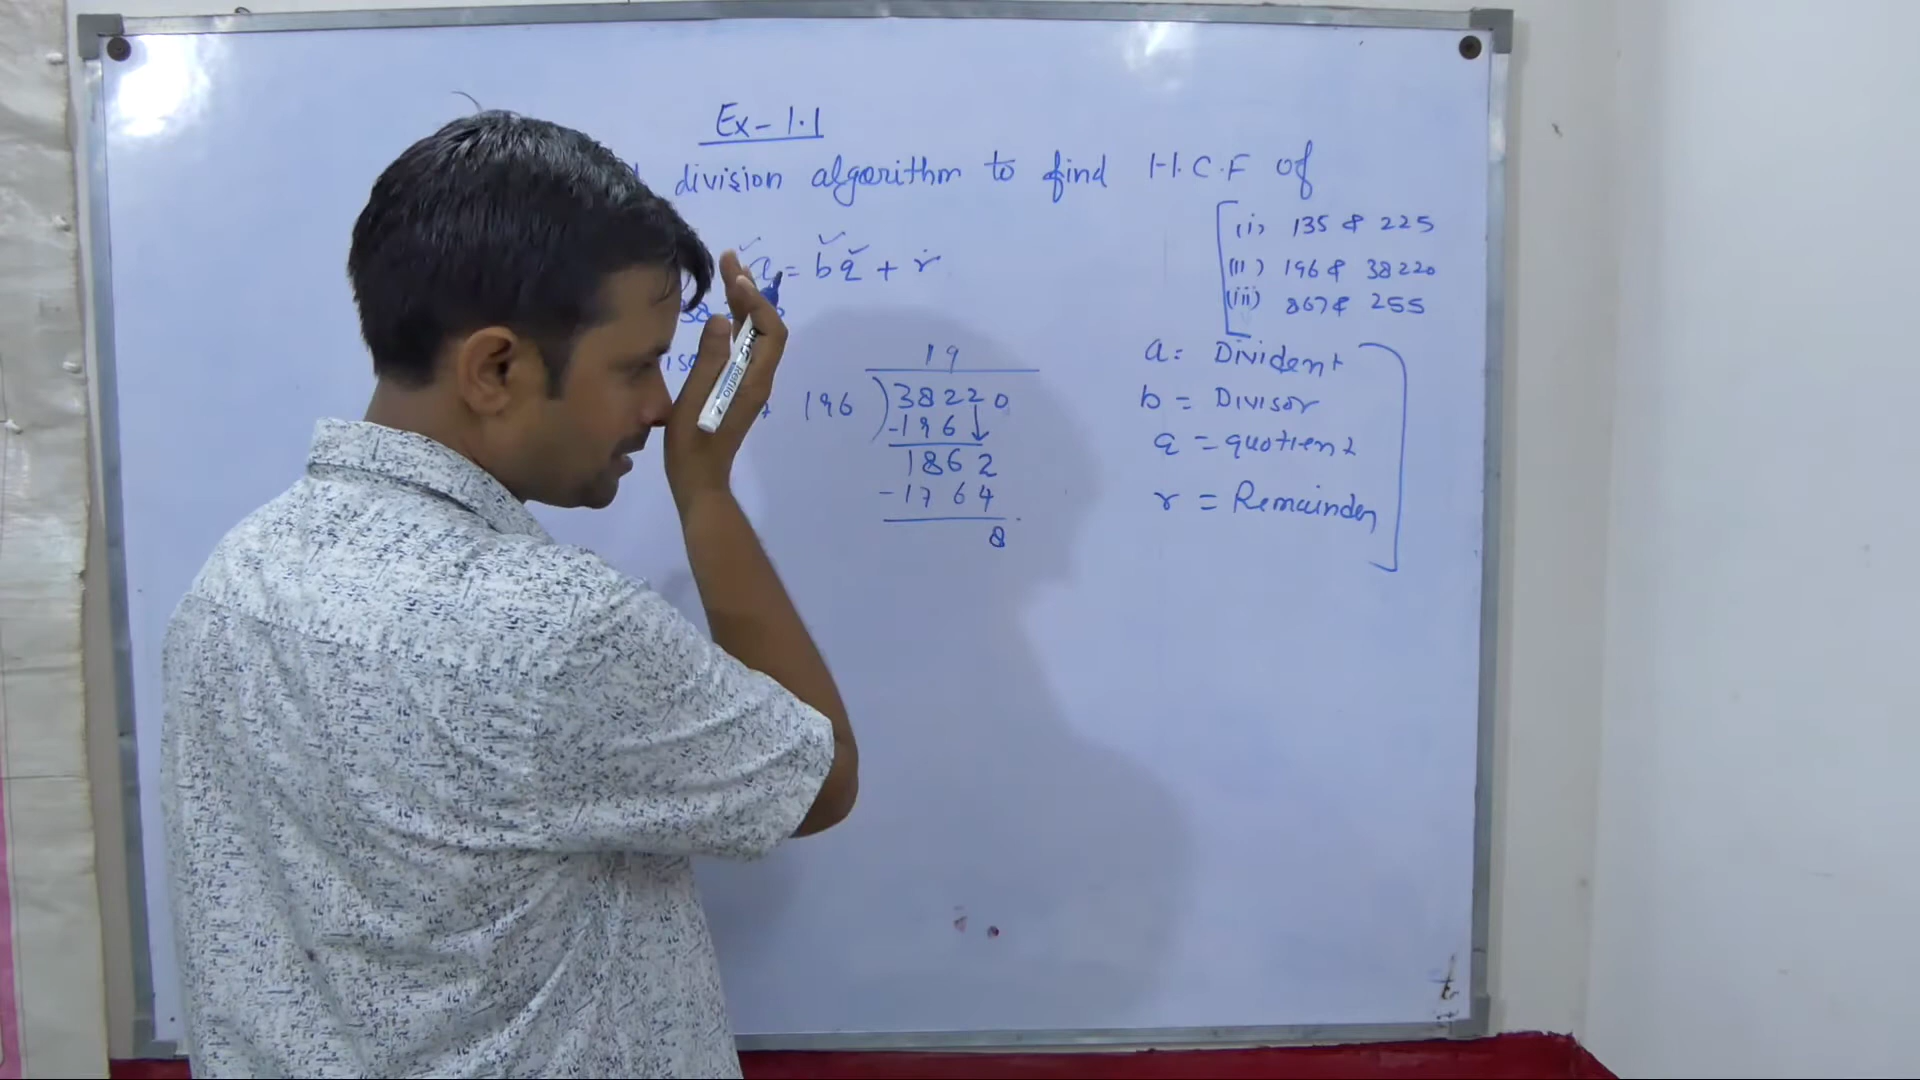 Ex-1.1
division algorithm to find H.C.F of
(i) 135 & 225
(ii) 196 & 38220
(iii) 867 & 255
a = bq + r
38
19
196 ) 38220
-196
1862
-1764
8
a = Divident
b = Divisor
q = quotient
r = Remainder